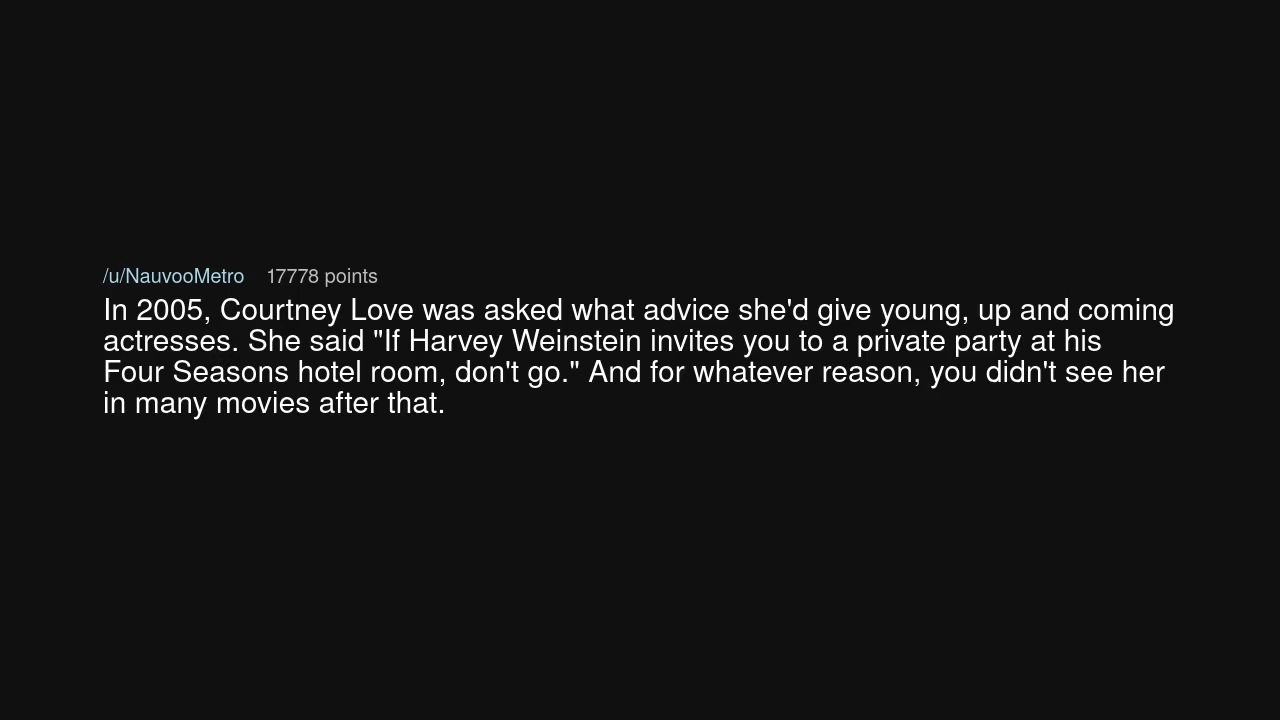 /u/NauvooMetro 17778 points
In 2005, Courtney Love was asked what advice she'd give young, up and coming
actresses. She said "If Harvey Weinstein invites you to a private party at his
Four Seasons hotel room, don't go." And for whatever reason, you didn't see her
in many movies after that.